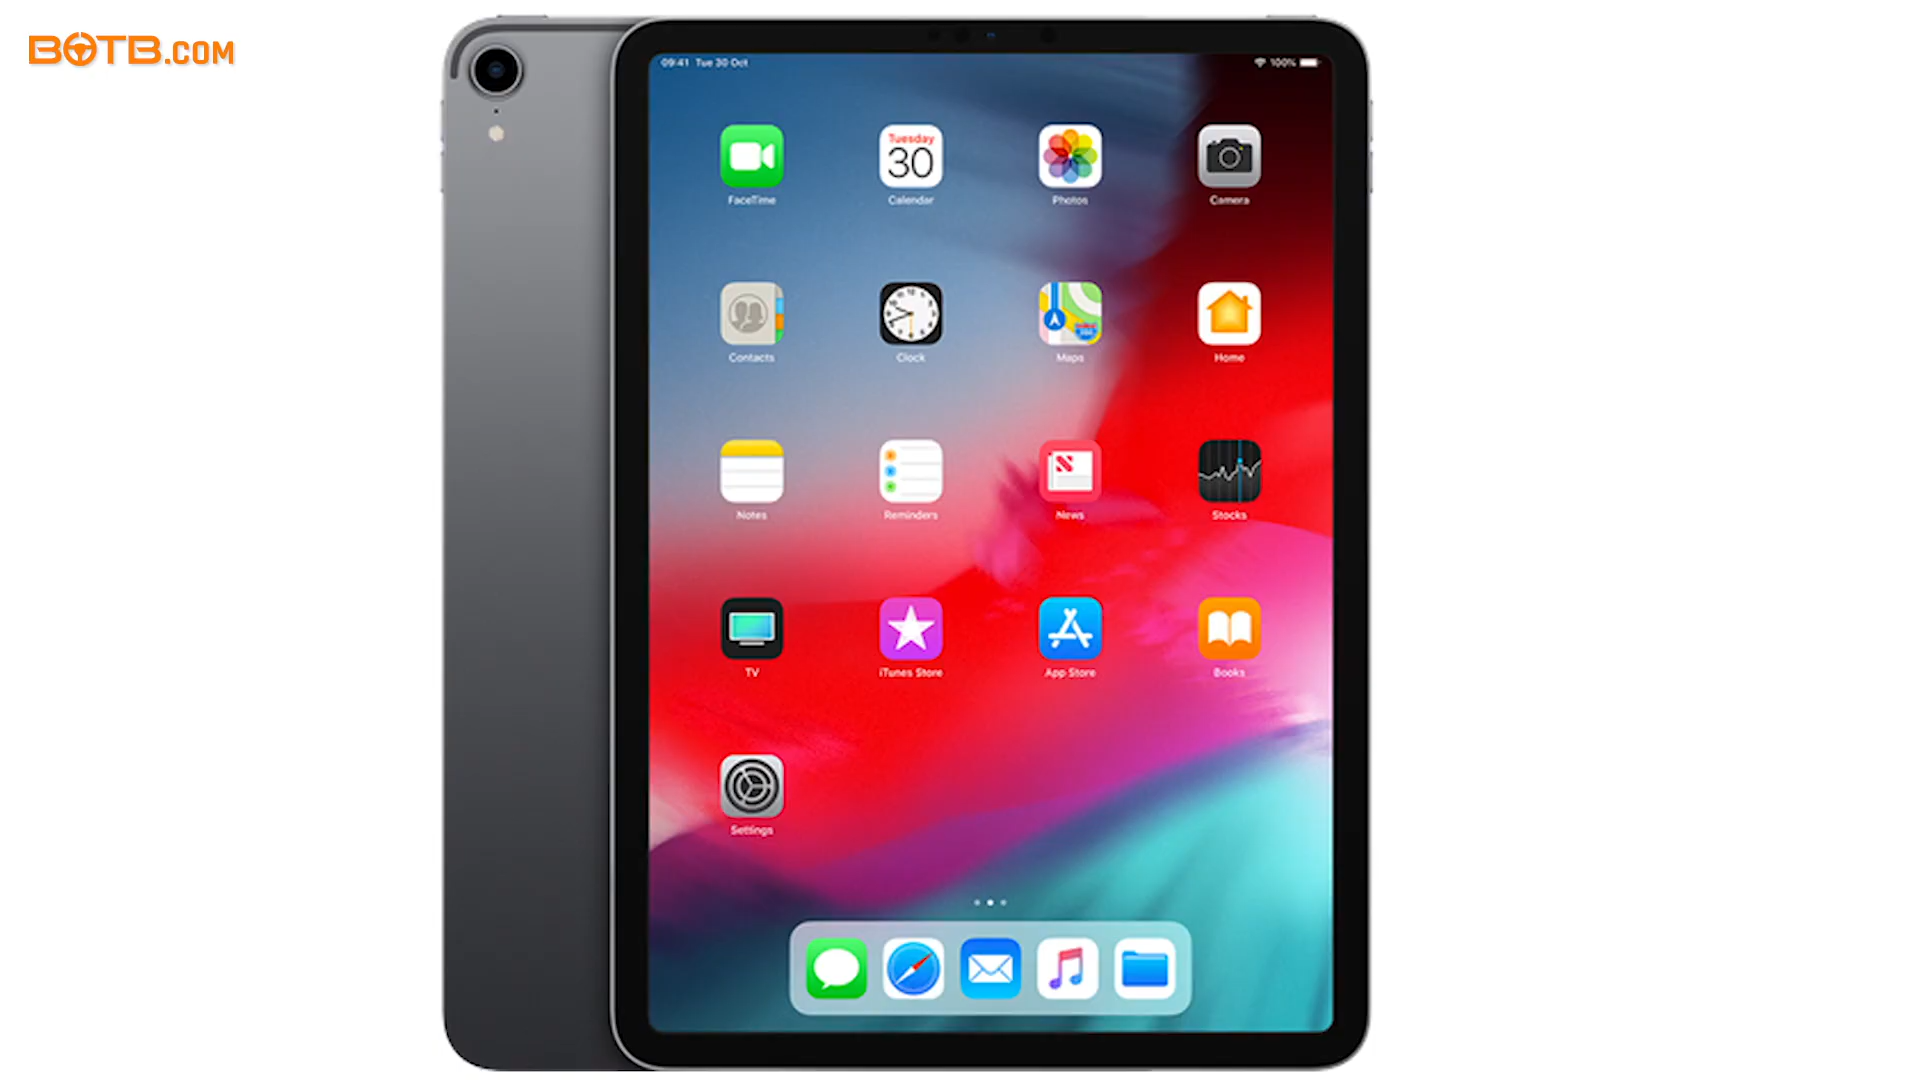 BOTB.COM
09:41 Tue 30 Oct
100%
Tuesday
30
FaceTime
Calendar
Photos
Camera
Contacts
Clock
Maps
Home
Notes
Reminders
News
Stocks
TV
iTunes Store
App Store
Books
Settings